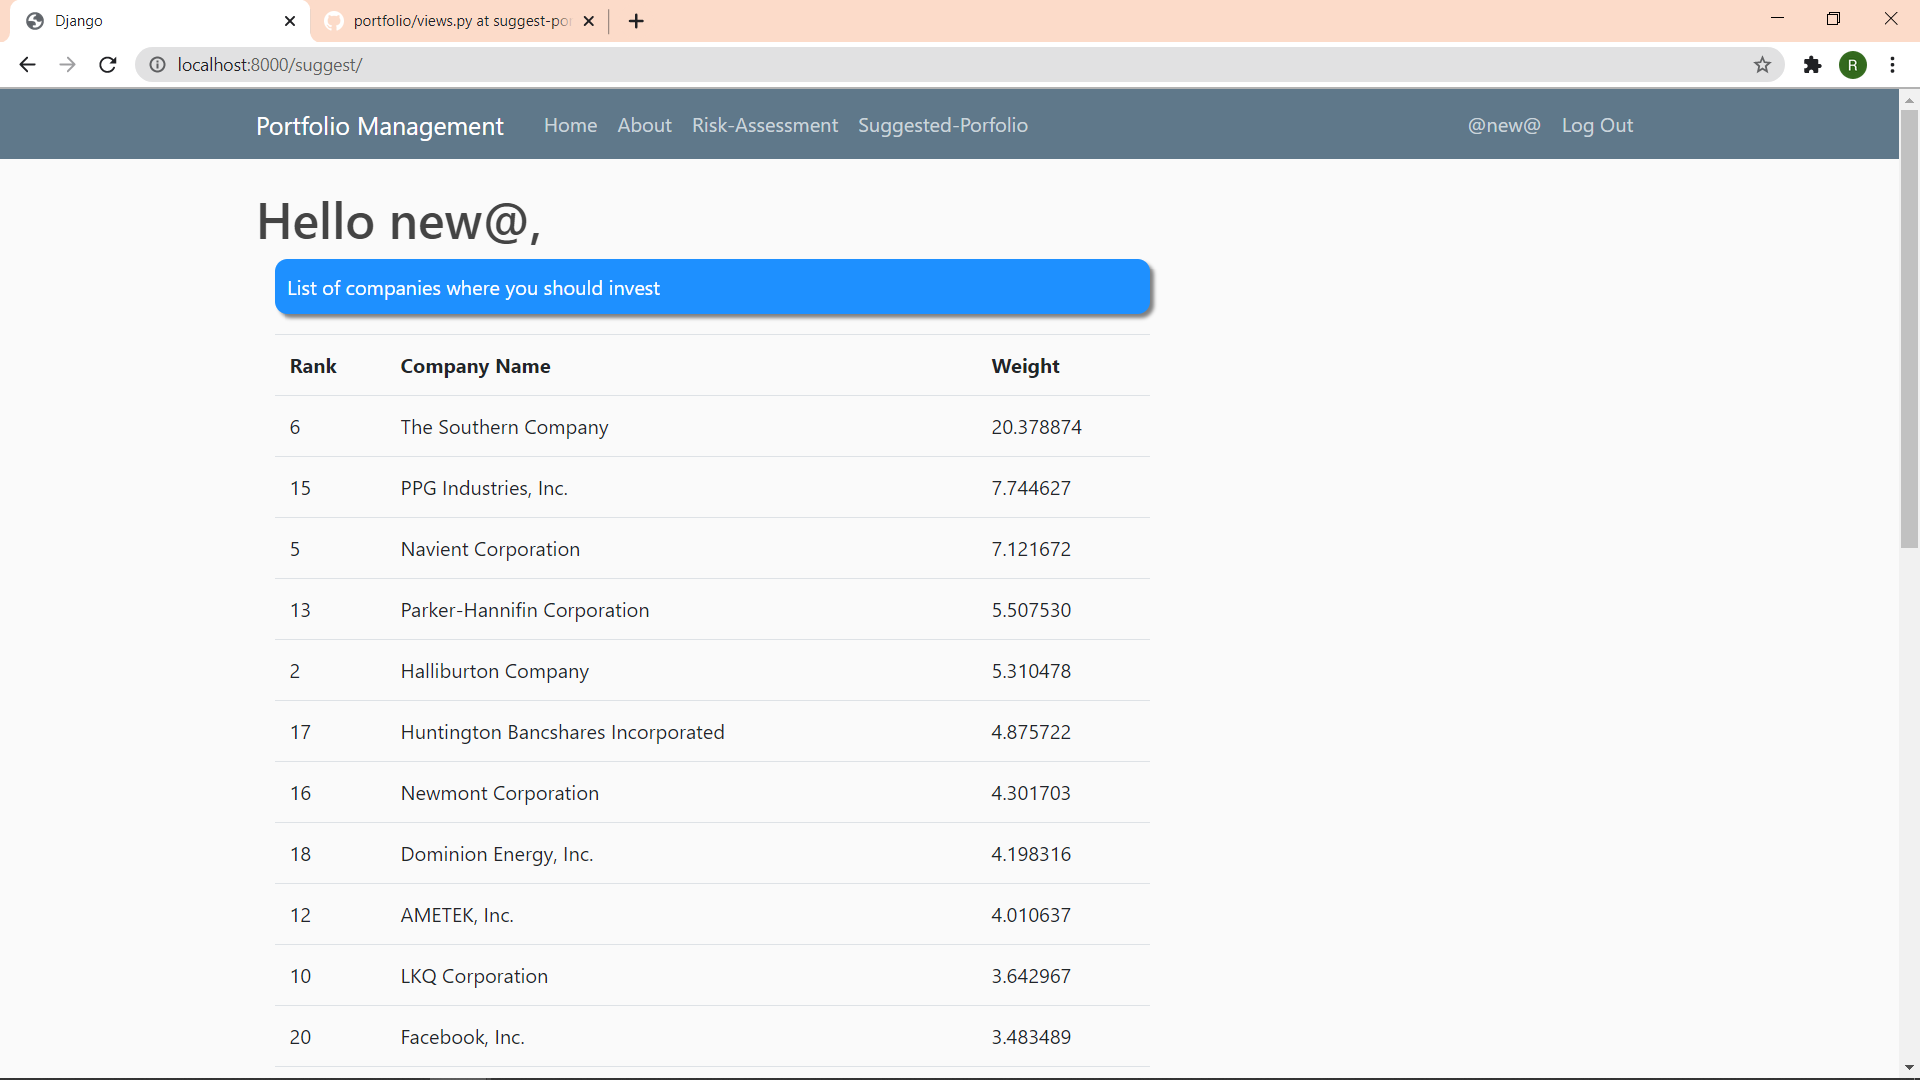 Django
portfolio/views.py at suggest-por
localhost:8000/suggest/
R
Portfolio Management Home About Risk-Assessment Suggested-Porfolio @new@ Log Out
Hello new@,
List of companies where you should invest
Rank Company Name Weight
6 The Southern Company 20.378874
15 PPG Industries, Inc. 7.744627
5 Navient Corporation 7.121672
13 Parker-Hannifin Corporation 5.507530
2 Halliburton Company 5.310478
17 Huntington Bancshares Incorporated 4.875722
16 Newmont Corporation 4.301703
18 Dominion Energy, Inc. 4.198316
12 AMETEK, Inc. 4.010637
10 LKQ Corporation 3.642967
20 Facebook, Inc. 3.483489